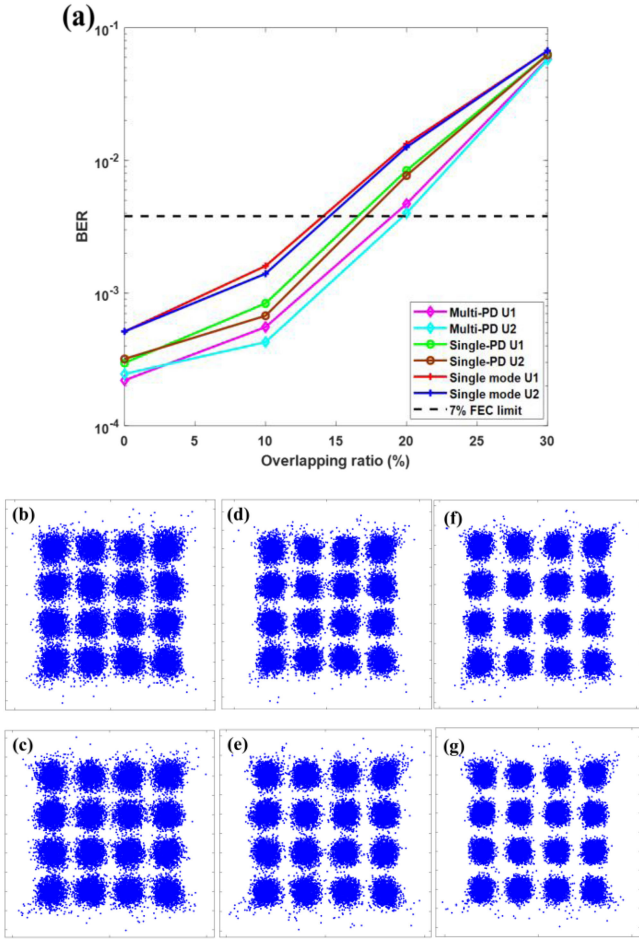 (a)
10^-1
10^-2
10^-3
10^-4
BER
0 5 10 15 20 25 30
Overlapping ratio (%)
Multi-PD U1
Multi-PD U2
Single-PD U1
Single-PD U2
Single mode U1
Single mode U2
7% FEC limit
(b) (d) (f)
(c) (e) (g)